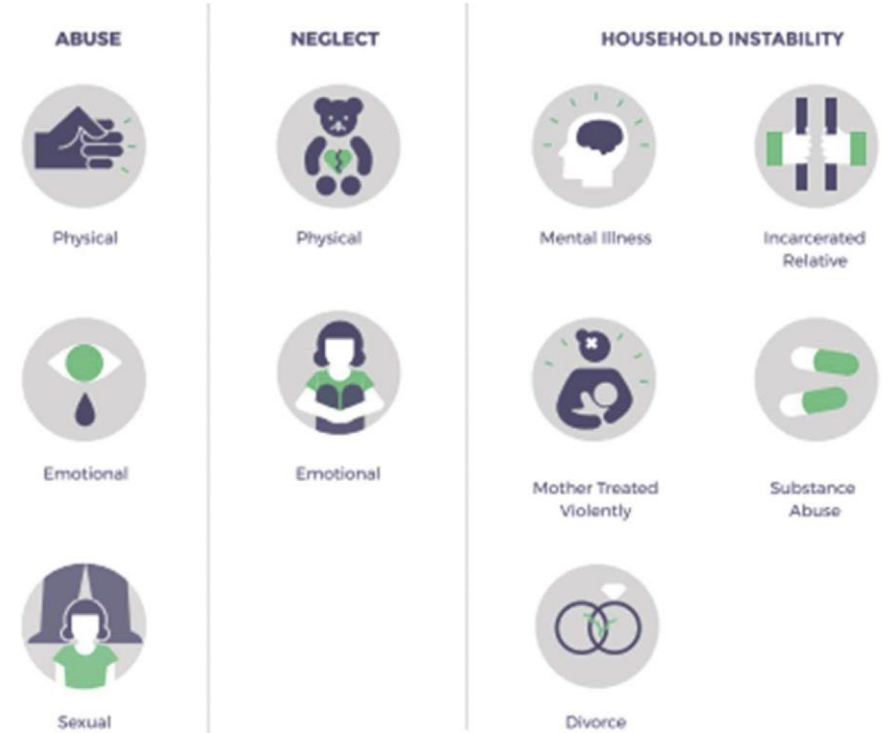 ABUSE
NEGLECT
HOUSEHOLD INSTABILITY
Physical
Physical
Mental Illness
Incarcerated
Relative
Emotional
Emotional
Mother Treated
Violently
Substance
Abuse
Sexual
Divorce